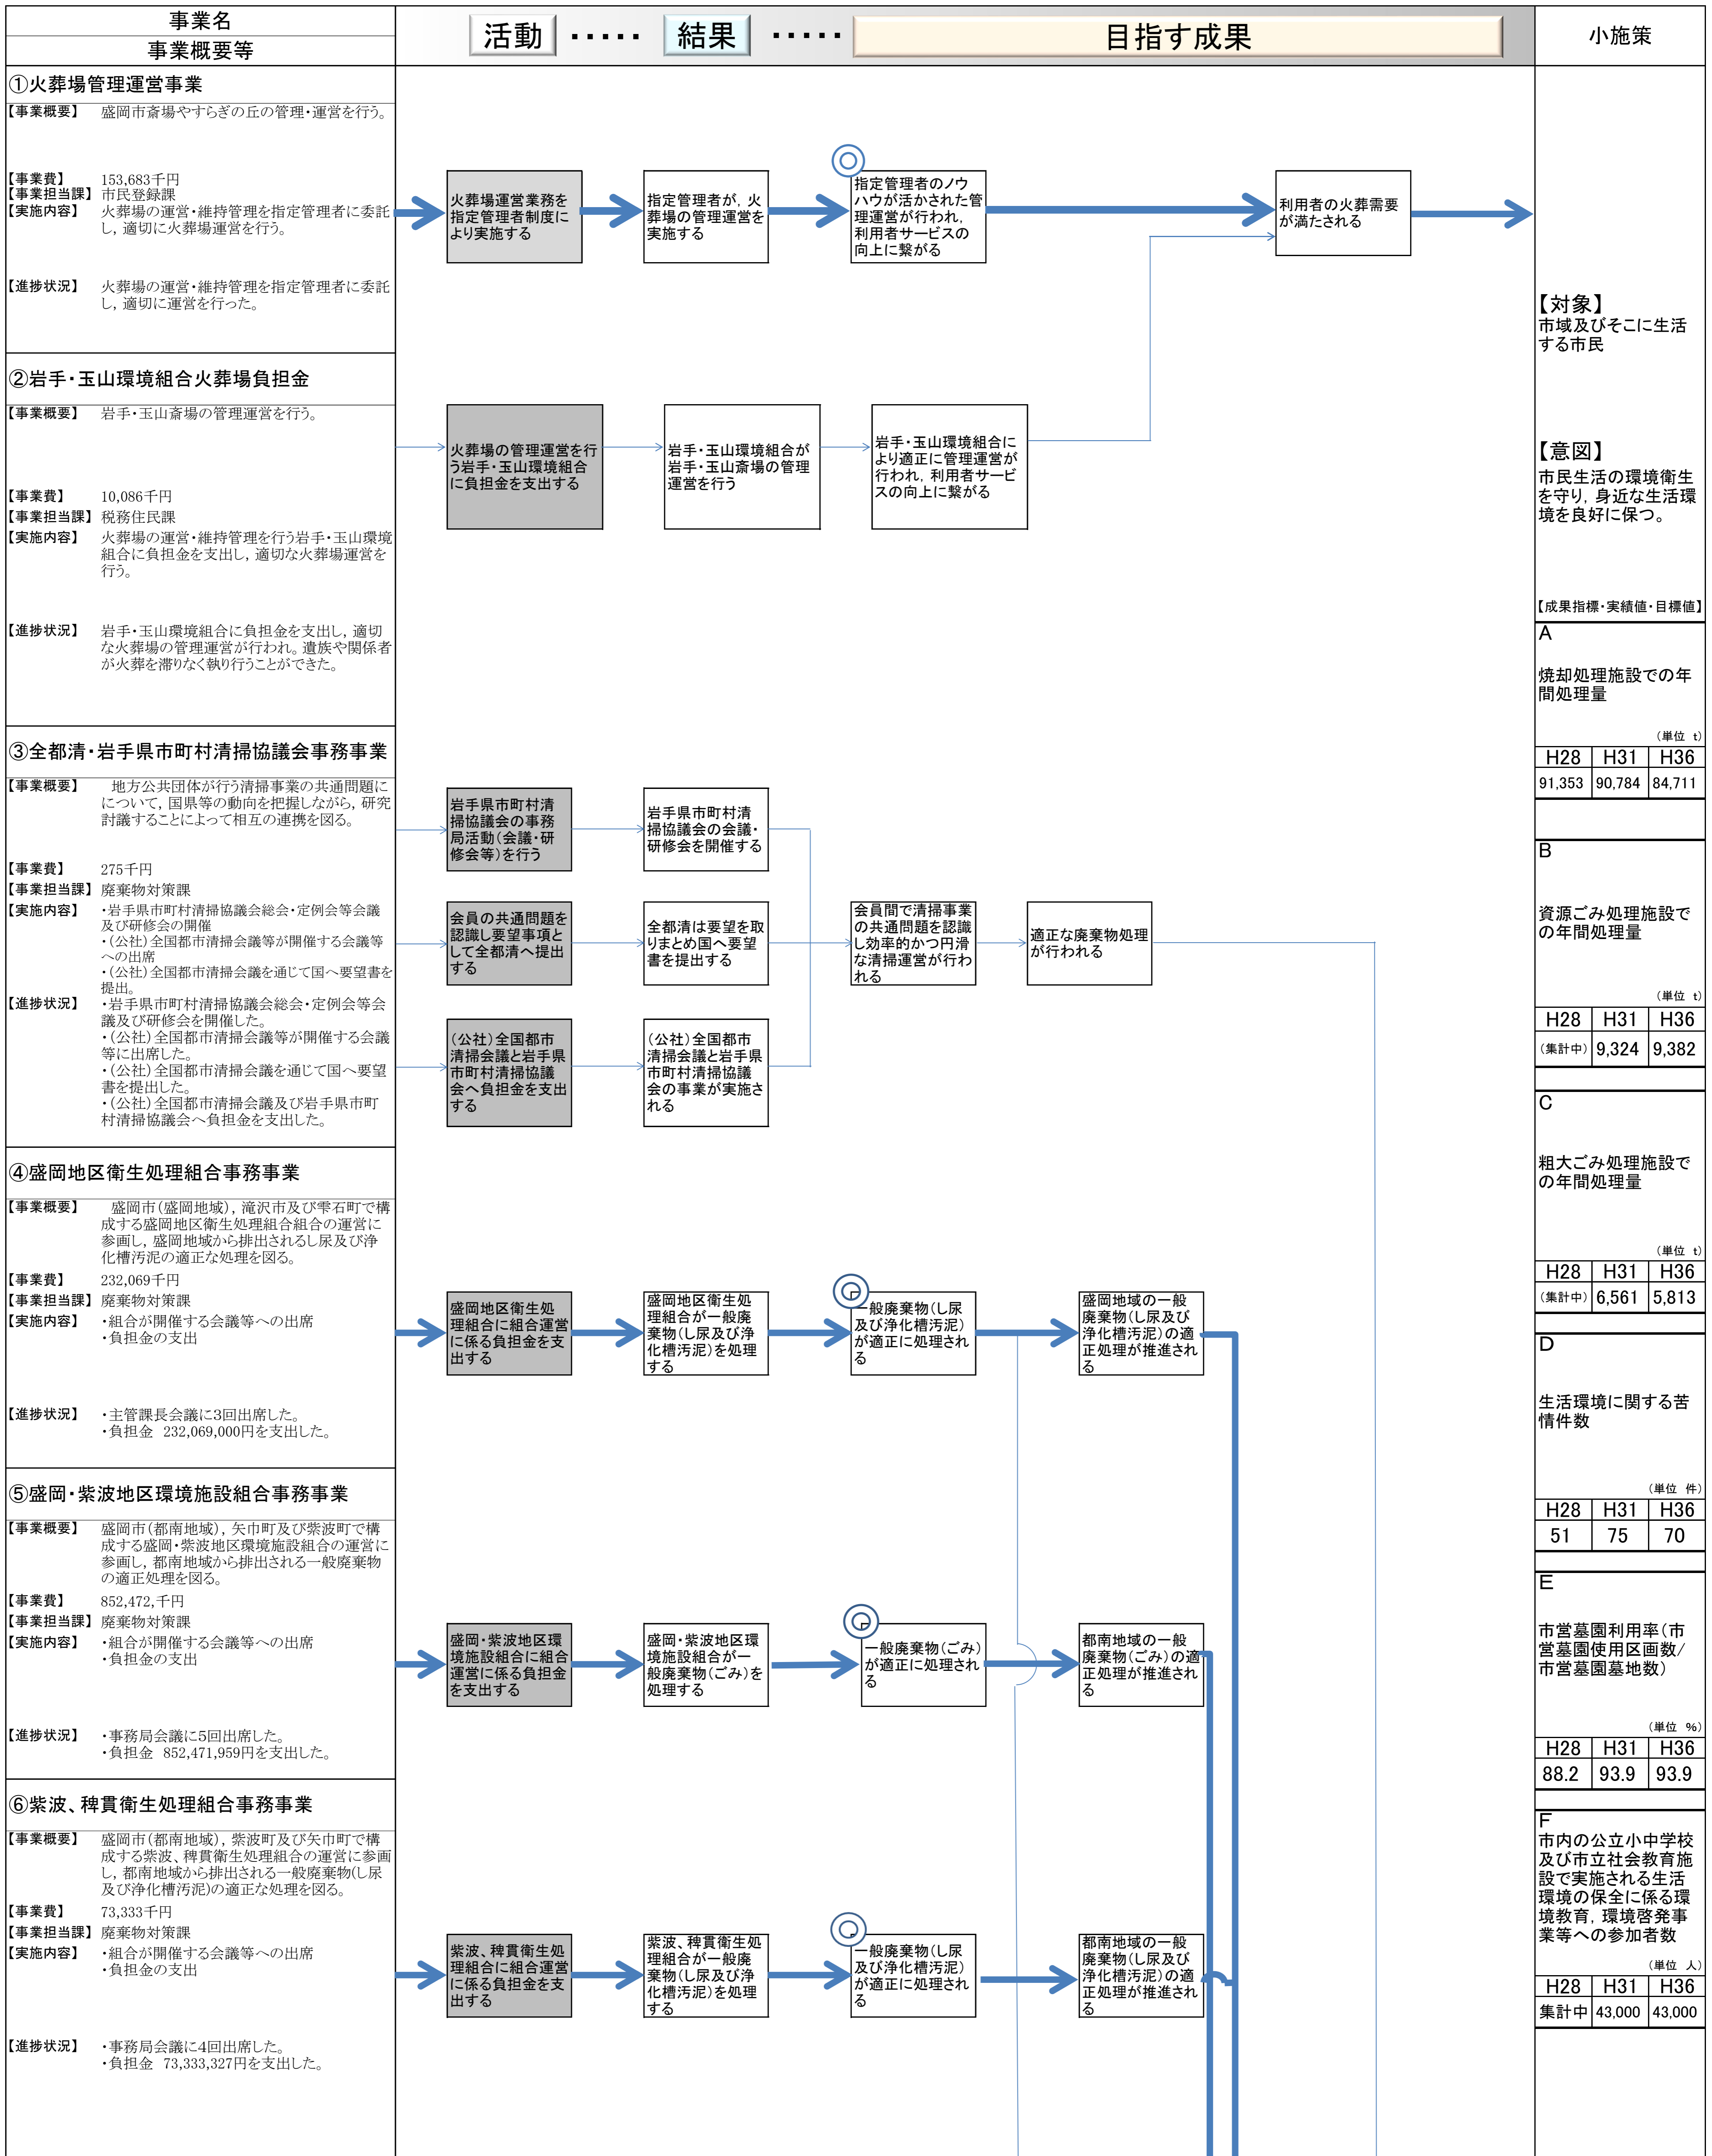 事業名
事業概要等
活動 ・・・・・ 結果 ・・・・・ 目指す成果
小施策
①火葬場管理運営事業
【事業概要】 盛岡市斎場やすらぎの丘の管理・運営を行う。
【事業費】 153,683千円
【事業担当課】 市民登録課
【実施内容】 火葬場の運営・維持管理を指定管理者に委託
し，適切に火葬場運営を行う。
【進捗状況】 火葬場の運営・維持管理を指定管理者に委託
し，適切に運営を行った。
火葬場運営業務を
指定管理者制度に
より実施する
指定管理者が，火
葬場の管理運営を
実施する
指定管理者のノウ
ハウが活かされた管
理運営が行われ，
利用者サービスの
向上に繋がる
利用者の火葬需要
が満たされる
②岩手・玉山環境組合火葬場負担金
【事業概要】 岩手・玉山斎場の管理運営を行う。
【事業費】 10,086千円
【事業担当課】 税務住民課
【実施内容】 火葬場の運営・維持管理を行う岩手・玉山環境
組合に負担金を支出し，適切な火葬場運営を
行う。
【進捗状況】 岩手・玉山環境組合に負担金を支出し，適切
な火葬場の管理運営が行われ。遺族や関係者
が火葬を滞りなく執り行うことができた。
火葬場の管理運営を行
う岩手・玉山環境組合
に負担金を支出する
岩手・玉山環境組合が
岩手・玉山斎場の管理
運営を行う
岩手・玉山環境組合に
より適正に管理運営が
行われ，利用者サービ
スの向上に繋がる
③全都清・岩手県市町村清掃協議会事務事業
【事業概要】 地方公共団体が行う清掃事業の共通問題に
について，国県等の動向を把握しながら，研究
討議することによって相互の連携を図る。
【事業費】 275千円
【事業担当課】 廃棄物対策課
【実施内容】 ・岩手県市町村清掃協議会総会・定例会等会議
及び研修会の開催
・（公社）全国都市清掃会議等が開催する会議等
への出席
・（公社）全国都市清掃会議を通じて国へ要望書を
提出。
【進捗状況】 ・岩手県市町村清掃協議会総会・定例会等会
議及び研修会を開催した。
・（公社）全国都市清掃会議等が開催する会議
等に出席した。
・（公社）全国都市清掃会議を通じて国へ要望
書を提出した。
・（公社）全国都市清掃会議及び岩手県市町
村清掃協議会へ負担金を支出した。
岩手県市町村清
掃協議会の事務
局活動（会議・研
修会等）を行う
岩手県市町村清
掃協議会の会議・
研修会を開催する
会員の共通問題を
認識し要望事項と
して全都清へ提出
する
全都清は要望を取
りまとめ国へ要望
書を提出する
会員間で清掃事業
の共通問題を認識
し効率的かつ円滑
な清掃運営が行わ
れる
適正な廃棄物処理
が行われる
（公社）全国都市
清掃会議と岩手県
市町村清掃協議
会へ負担金を支出
する
（公社）全国都市
清掃会議と岩手県
市町村清掃協議
会の事業が実施さ
れる
④盛岡地区衛生処理組合事務事業
【事業概要】 盛岡市（盛岡地域），滝沢市及び雫石町で構
成する盛岡地区衛生処理組合組合の運営に
参画し，盛岡地域から排出されるし尿及び浄
化槽汚泥の適正な処理を図る。
【事業費】 232,069千円
【事業担当課】 廃棄物対策課
【実施内容】 ・組合が開催する会議等への出席
・負担金の支出
【進捗状況】 ・主管課長会議に３回出席した。
・負担金 232,069,000円を支出した。
盛岡地区衛生処
理組合に組合運営
に係る負担金を支
出する
盛岡地区衛生処
理組合が一般廃
棄物（し尿及び浄
化槽汚泥）を処理
する
一般廃棄物（し尿
及び浄化槽汚泥）
が適正に処理され
る
盛岡地域の一般
廃棄物（し尿及び
浄化槽汚泥）の適
正処理が推進され
る
⑤盛岡・紫波地区環境施設組合事務事業
【事業概要】 盛岡市（都南地域），矢巾町及び紫波町で構
成する盛岡・紫波地区環境施設組合の運営に
参画し，都南地域から排出される一般廃棄物
の適正処理を図る。
【事業費】 852,472,千円
【事業担当課】 廃棄物対策課
【実施内容】 ・組合が開催する会議等への出席
・負担金の支出
【進捗状況】 ・事務局会議に５回出席した。
・負担金 852,471,959円を支出した。
盛岡・紫波地区環
境施設組合に組合
運営に係る負担金
を支出する
盛岡・紫波地区環
境施設組合が一
般廃棄物（ごみ）を
処理する
一般廃棄物（ごみ）
が適正に処理され
る
都南地域の一般
廃棄物（ごみ）の適
正処理が推進され
る
⑥紫波、稗貫衛生処理組合事務事業
【事業概要】 盛岡市（都南地域），紫波町及び矢巾町で構
成する紫波、稗貫衛生処理組合の運営に参画
し，都南地域から排出される一般廃棄物(し尿
及び浄化槽汚泥)の適正な処理を図る。
【事業費】 73,333千円
【事業担当課】 廃棄物対策課
【実施内容】 ・組合が開催する会議等への出席
・負担金の支出
【進捗状況】 ・事務局会議に４回出席した。
・負担金 73,333,327円を支出した。
紫波、稗貫衛生処
理組合に組合運営
に係る負担金を支
出する
紫波、稗貫衛生処
理組合が一般廃
棄物（し尿及び浄
化槽汚泥）を処理
する
一般廃棄物（し尿
及び浄化槽汚泥）
が適正に処理され
る
都南地域の一般
廃棄物（し尿及び
浄化槽汚泥）の適
正処理が推進され
る
【対象】
市域及びそこに生活
する市民
【意図】
市民生活の環境衛生
を守り，身近な生活環
境を良好に保つ。
【成果指標・実績値・目標値】
A
焼却処理施設での年
間処理量
（単位 t）
H28 H31 H36
91,353 90,784 84,711
B
資源ごみ処理施設で
の年間処理量
（単位 t）
H28 H31 H36
（集計中） 9,324 9,382
C
粗大ごみ処理施設で
の年間処理量
（単位 t）
H28 H31 H36
（集計中） 6,561 5,813
D
生活環境に関する苦
情件数
（単位 件）
H28 H31 H36
51 75 70
E
市営墓園利用率（市
営墓園使用区画数/
市営墓園墓地数）
（単位 %）
H28 H31 H36
88.2 93.9 93.9
F
市内の公立小中学校
及び市立社会教育施
設で実施される生活
環境の保全に係る環
境教育，環境啓発事
業等への参加者数
（単位 人）
H28 H31 H36
集計中 43,000 43,000